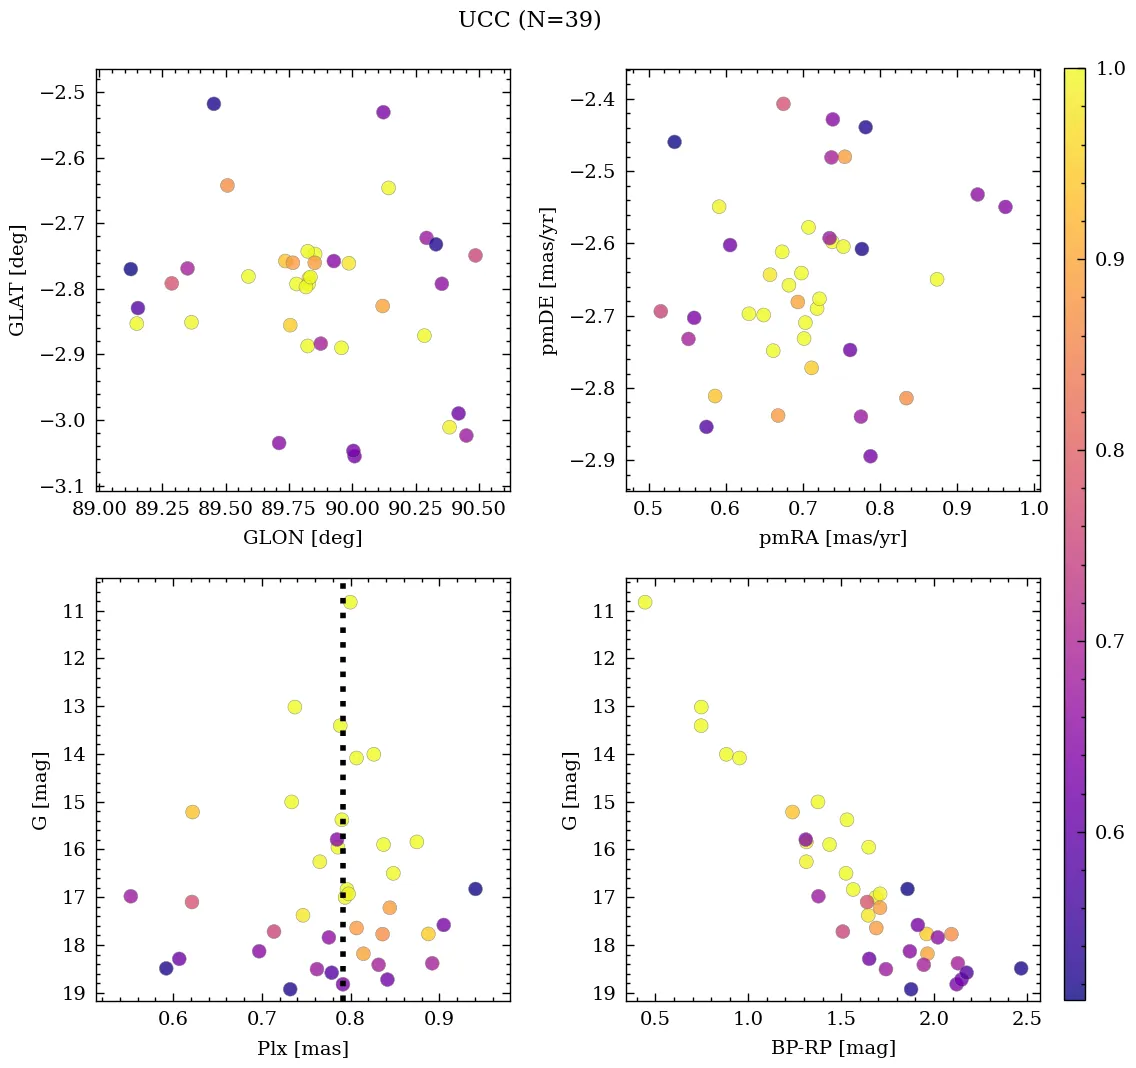 UCC (N=39)
−2.5
−2.6
−2.7
−2.8
−2.9
−3.0
−3.1
GLAT [deg]
89.00 89.25 89.50 89.75 90.00 90.25 90.50
GLON [deg]
−2.4
−2.5
−2.6
−2.7
−2.8
−2.9
pmDE [mas/yr]
0.5 0.6 0.7 0.8 0.9 1.0
pmRA [mas/yr]
1.0
0.9
0.8
0.7
0.6
11
12
13
14
15
16
17
18
19
G [mag]
0.6 0.7 0.8 0.9
Plx [mas]
11
12
13
14
15
16
17
18
19
G [mag]
0.5 1.0 1.5 2.0 2.5
BP-RP [mag]